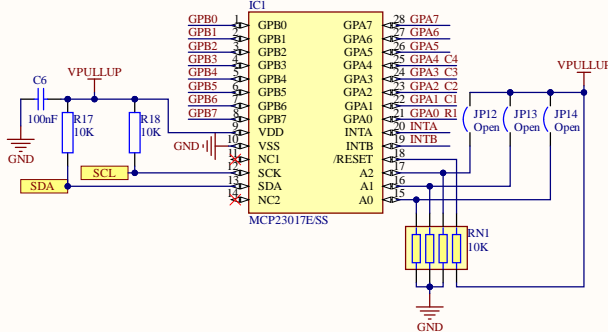 IC1
GPB0 1 GPB0 GPA7 28 GPA7
GPB1 2 GPB1 GPA6 27 GPA6
GPB2 3 GPB2 GPA5 26 GPA5
GPB3 4 GPB3 GPA4 25 GPA4 C4
GPB4 5 GPB4 GPA3 24 GPA3 C3
GPB5 6 GPB5 GPA2 23 GPA2 C2
GPB6 7 GPB6 GPA1 22 GPA1 C1
GPB7 8 GPB7 GPA0 21 GPA0 R1
9 VDD INTA 20 INTA
GND 10 VSS INTB 19 INTB
11 NC1 /RESET 18
12 SCK A2 17
13 SDA A1 16
14 NC2 A0 15
MCP23017E/SS
VPULLUP
C6
100nF
GND
R17
10K
R18
10K
SCL
SDA
VPULLUP
JP12
Open
JP13
Open
JP14
Open
RN1
10K
GND